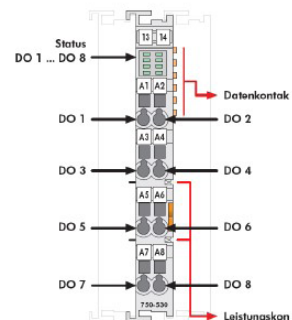 Status
DO 1 ... DO 8
13 14
A1 A2
Datenkontak
DO 1
DO 2
A3 A4
DO 3
DO 4
A5 A6
DO 5
DO 6
A7 A8
DO 7
DO 8
750-530
Leistungskon